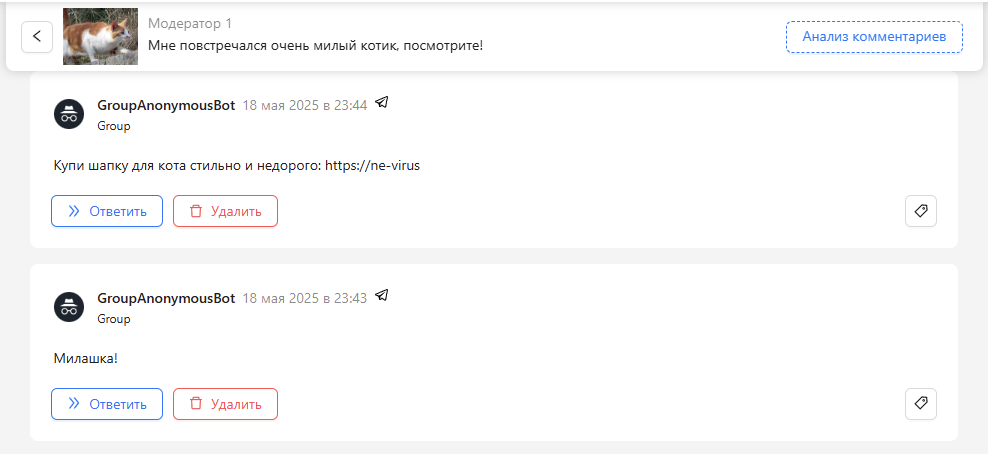 Модератор 1
Мне повстречался очень милый котик, посмотрите!
Анализ комментариев
GroupAnonymousBot 18 мая 2025 в 23:44
Group
Купи шапку для кота стильно и недорого: https://ne-virus
Ответить
Удалить
GroupAnonymousBot 18 мая 2025 в 23:43
Group
Милашка!
Ответить
Удалить